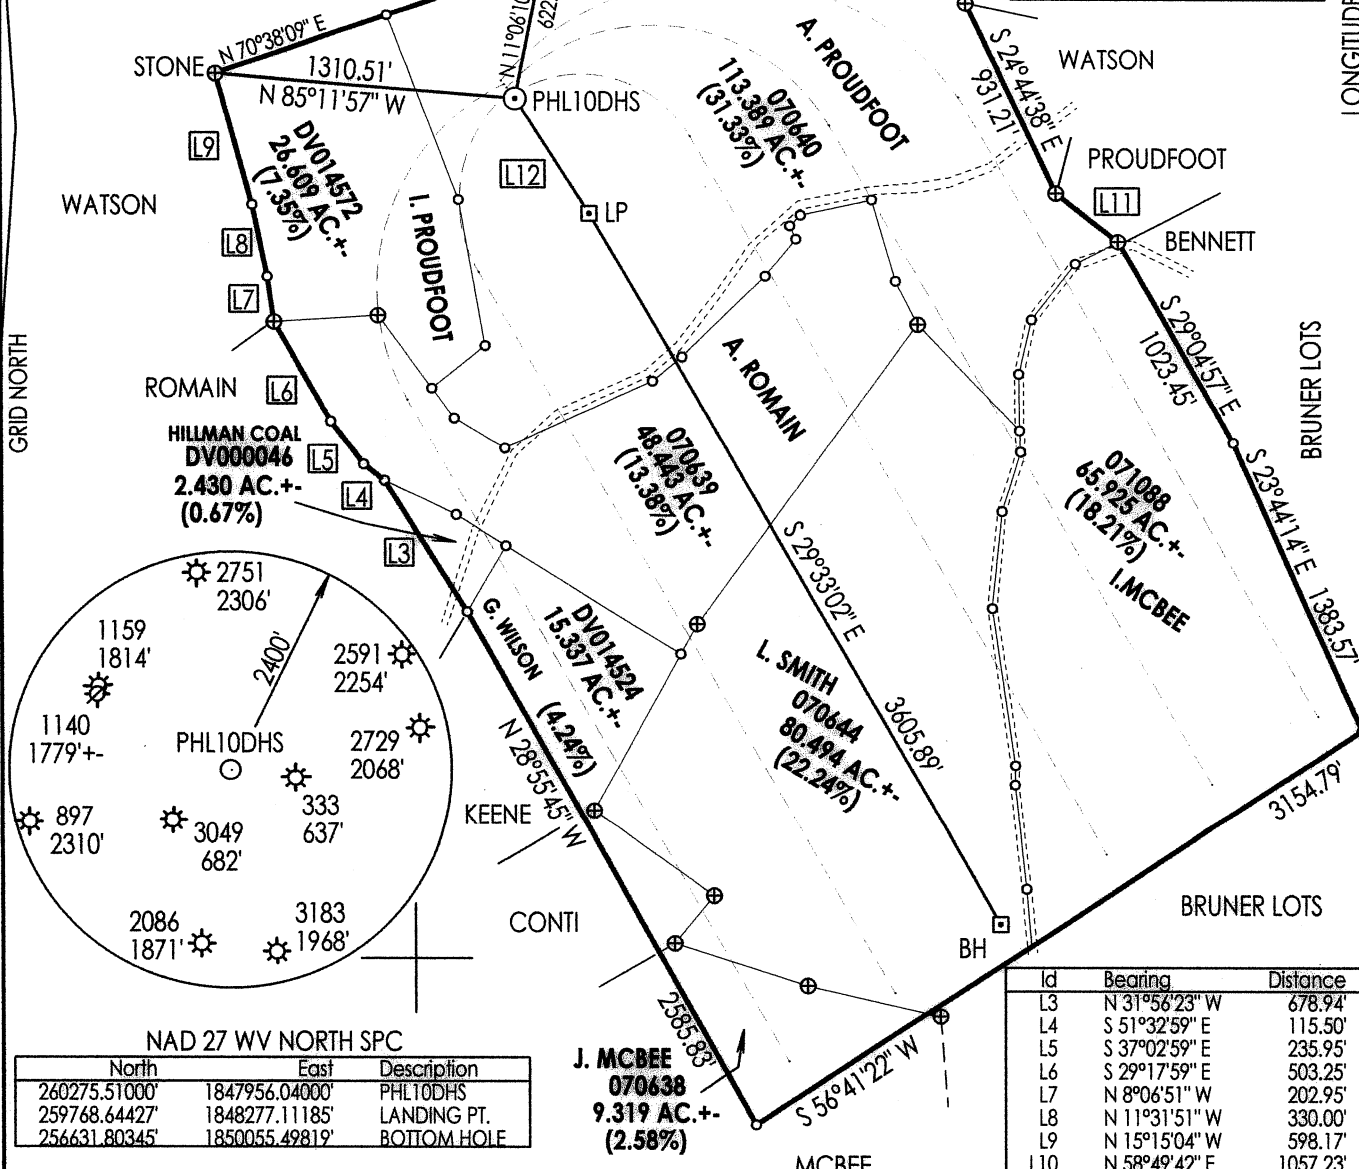 N 70°38'09" E
STONE
1310.51'
N 85°11'57" W
N 11°06'10
622.
PHL10DHS
L12
LP
L9
WATSON
L8
L7
ROMAIN
L6
L5
L4
L3
GRID NORTH
DV014572
26.609 AC.+-
(7.35%)
I. PROUDFOOT
A. PROUDFOOT
070640
113.389 AC.+-
(31.33%)
S 24°44'38" E
931.21'
WATSON
LONGITUDE
PROUDFOOT
L11
BENNETT
S 29°04'57" E
1023.45'
BRUNER LOTS
S 23°44'14" E
1383.57'
HILLMAN COAL
DV000046
2.430 AC.+-
(0.67%)
A. ROMAIN
070639
48.443 AC.+-
(13.38%)
071088
65.925 AC.+-
(18.21%)
I.MCBEE
S 29°33'02" E
3605.89'
G. WILSON
DV014524
15.337 AC.+-
(4.24%)
L. SMITH
070644
80.494 AC.+-
(22.24%)
N 28°55'45" W
2585.83'
KEENE
CONTI
2751
2306'
1159
1814'
2400'
2591
2254'
1140
1779'+-
PHL10DHS
2729
2068'
897
2310'
3049
682'
333
637'
2086
1871'
3183
1968'
3154.79'
BRUNER LOTS
BH
S 56°41'22" W
J. MCBEE
070638
9.319 AC.+-
(2.58%)
MCBEE
NAD 27 WV NORTH SPC
North East Description
260275.51000' 1847956.04000' PHL10DHS
259768.64427' 1848277.11185' LANDING PT.
256631.80345' 1850055.49819' BOTTOM HOLE
Id Bearing Distance
L3 N 31°56'23" W 678.94'
L4 S 51°32'59" E 115.50'
L5 S 37°02'59" E 235.95'
L6 S 29°17'59" E 503.25'
L7 N 8°06'51" W 202.95'
L8 N 11°31'51" W 330.00'
L9 N 15°15'04" W 598.17'
L10 N 58°49'42" E 1057.23'